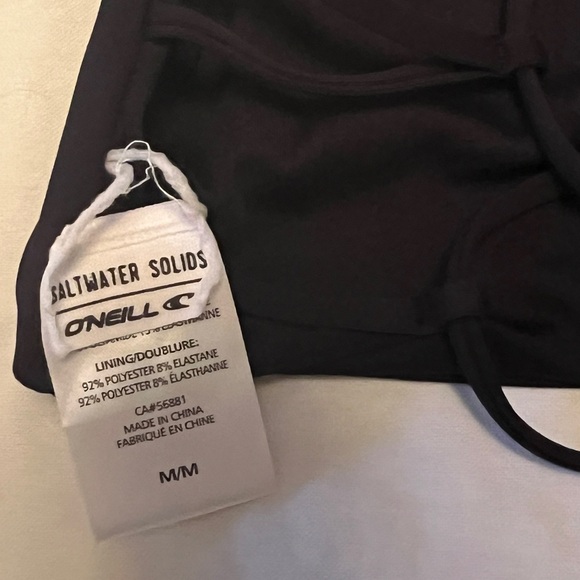 SALTWATER SOLIDS
O'NEILL
LINING/DOUBLURE:
92% POLYESTER 8% ELASTANE
92% POLYESTER 8% ÉLASTHANNE
CA#56881
MADE IN CHINA
FABRIQUÉ EN CHINE
M/M